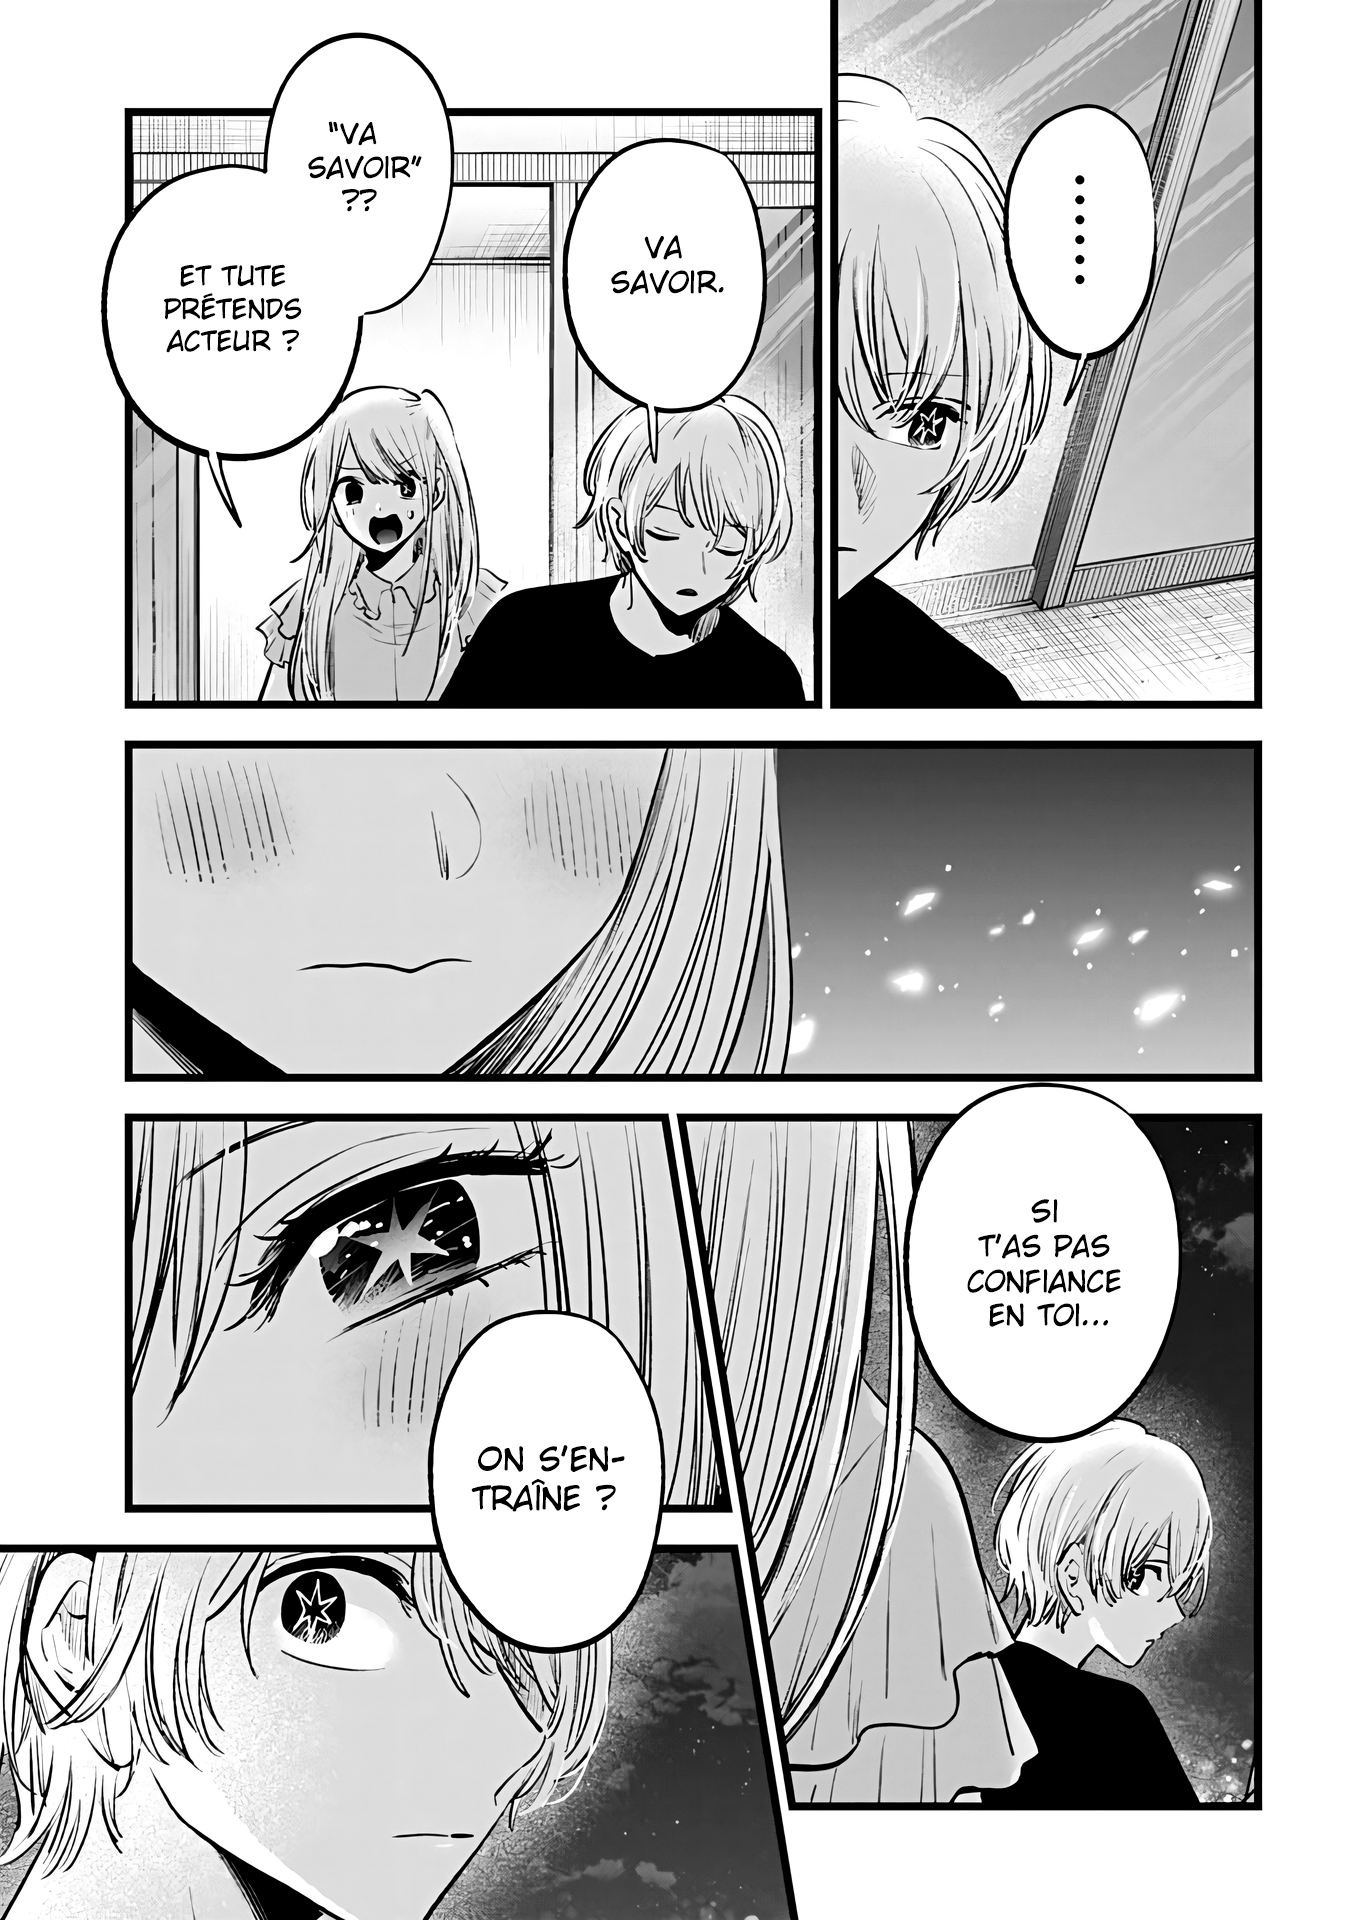 ......
VA
SAVOIR.
"VA
SAVOIR"
??
ET TUTE
PRÉTENDS
ACTEUR ?
SI
T'AS PAS
CONFIANCE
EN TOI...
ON S'EN-
TRAÎNE ?